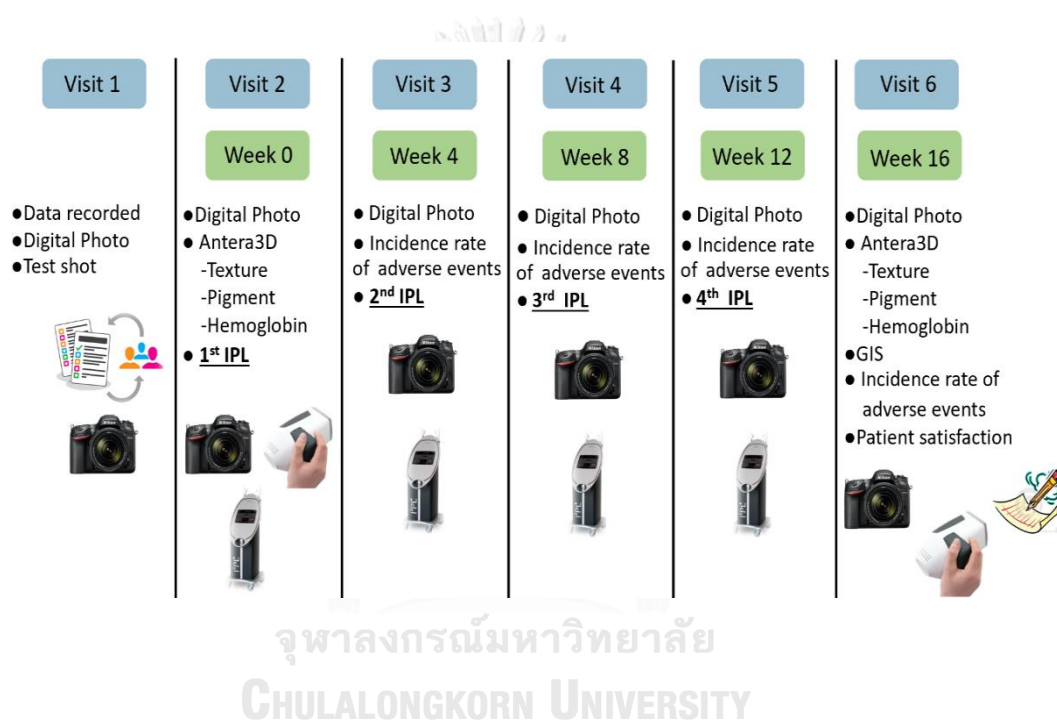 Visit 1
●Data recorded
●Digital Photo
●Test shot
Visit 2
Week 0
●Digital Photo
● Antera3D
-Texture
-Pigment
-Hemoglobin
● 1st IPL
Visit 3
Week 4
● Digital Photo
● Incidence rate
of adverse events
● 2nd IPL
Visit 4
Week 8
● Digital Photo
● Incidence rate
of adverse events
● 3rd IPL
Visit 5
Week 12
● Digital Photo
● Incidence rate
of adverse events
● 4th IPL
Visit 6
Week 16
●Digital Photo
● Antera3D
-Texture
-Pigment
-Hemoglobin
●GIS
● Incidence rate of
adverse events
●Patient satisfaction
จุฬาลงกรณ์มหาวิทยาลัย
CHULALONGKORN UNIVERSITY